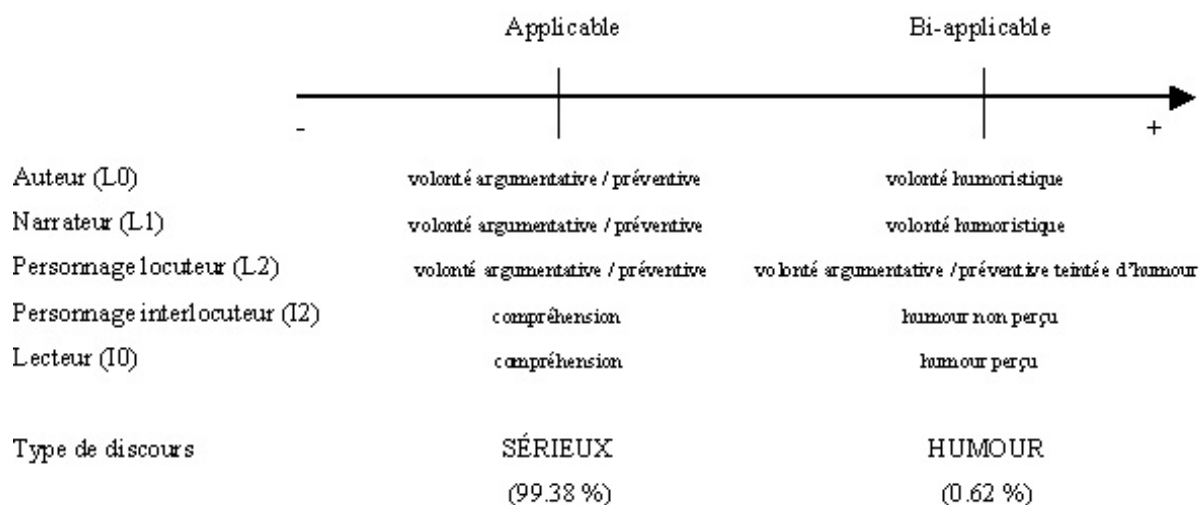 Applicable Bi-applicable
- +
Auteur (L0) volonté argumentative / préventive volonté humoristique
Narrateur (L1) volonté argumentative / préventive volonté humoristique
Personnage locuteur (L2) volonté argumentative / préventive volonté argumentative / préventive teintée d'humour
Personnage interlocuteur (I2) compréhension humour non perçu
Lecteur (I0) compréhension humour perçu
Type de discours SÉRIEUX HUMOUR
(99.38 %) (0.62 %)